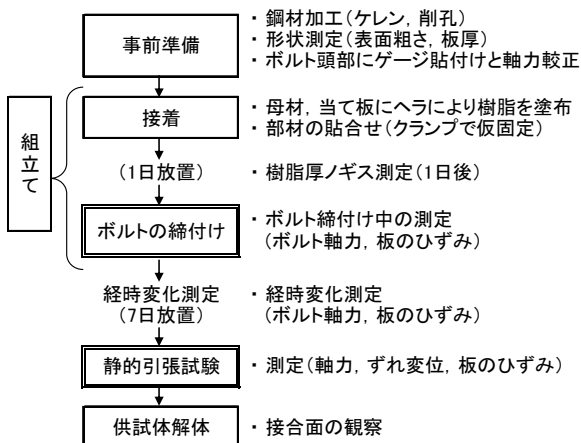 事前準備
・ 鋼材加工(ケレン, 削孔)
・ 形状測定(表面粗さ, 板厚)
・ ボルト頭部にゲージ貼付けと軸力較正
組立て
接着
・ 母材, 当て板にヘラにより樹脂を塗布
・ 部材の貼合せ(クランプで仮固定)
(1日放置)
・ 樹脂厚ノギス測定(1日後)
ボルトの締付け
・ ボルト締付け中の測定
(ボルト軸力, 板のひずみ)
経時変化測定
(7日放置)
・ 経時変化測定
(ボルト軸力, 板のひずみ)
静的引張試験
・ 測定(軸力, ずれ変位, 板のひずみ)
供試体解体
・ 接合面の観察